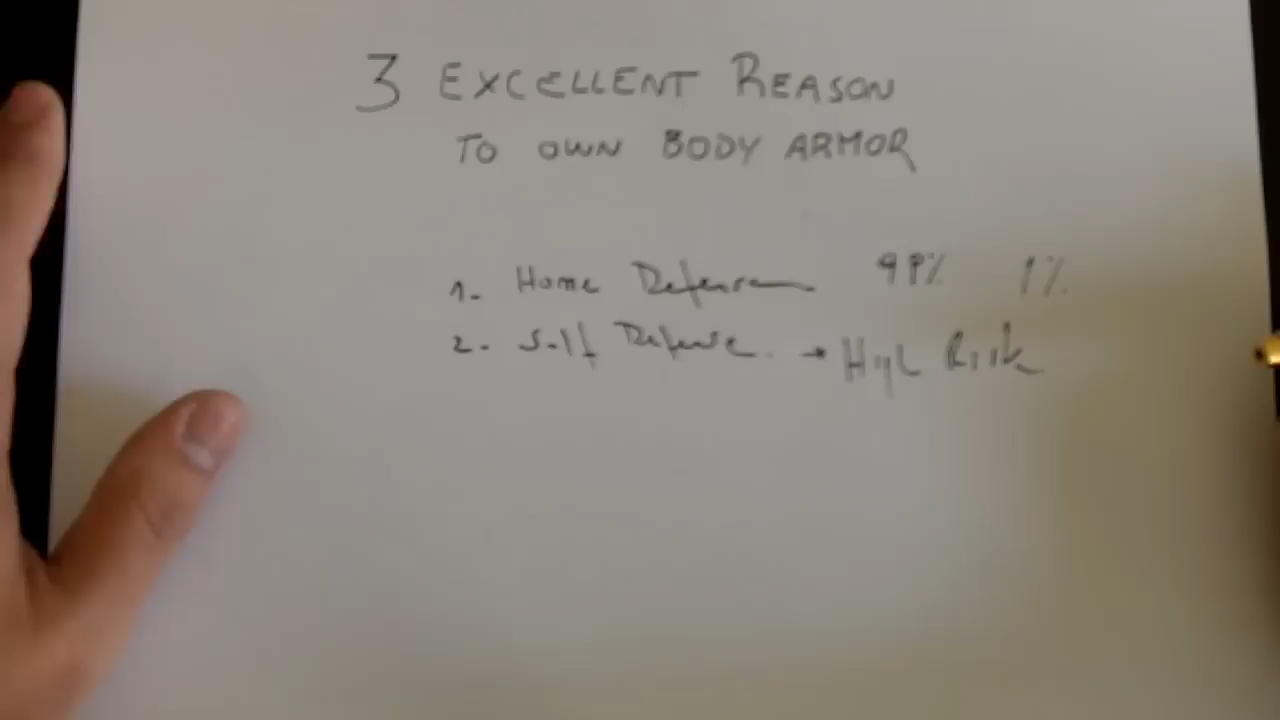 3 EXCELLENT REASON
TO OWN BODY ARMOR
1. Home Defense 99% 1%
2. Self Defense. → High Risk